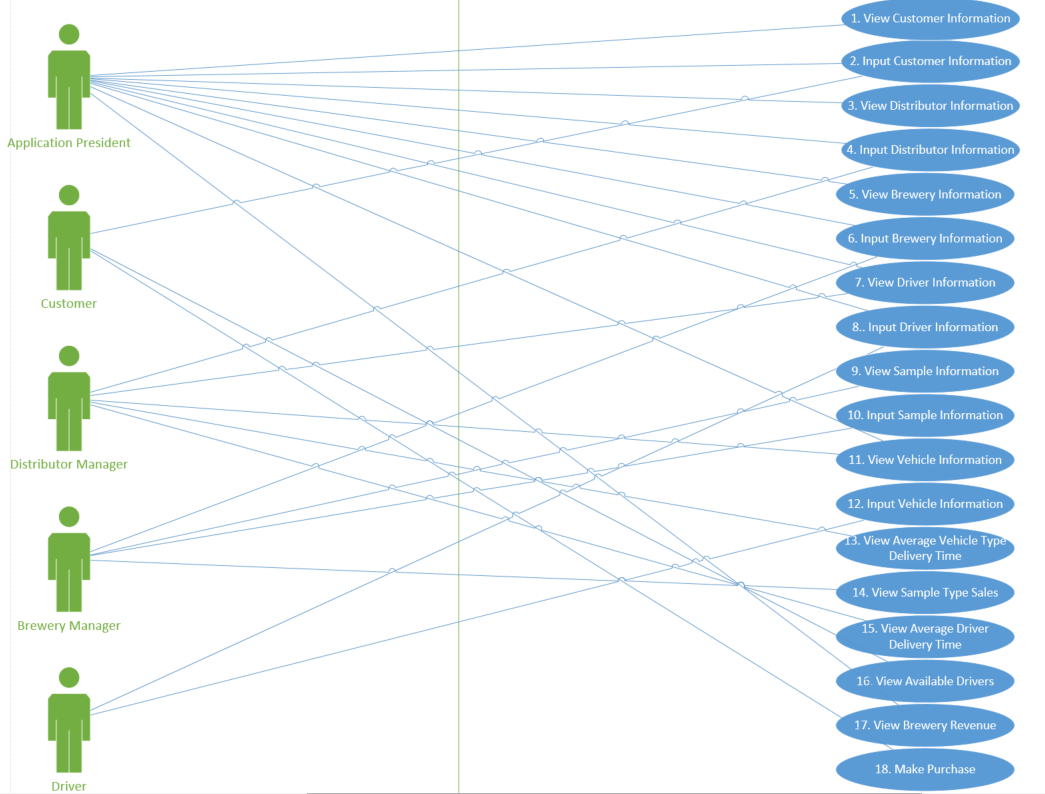 Application President
Customer
Distributor Manager
Brewery Manager
Driver
1. View Customer Information
2. Input Customer Information
3. View Distributor Information
4. Input Distributor Information
5. View Brewery Information
6. Input Brewery Information
7. View Driver Information
8.. Input Driver Information
9. View Sample Information
10. Input Sample Information
11. View Vehicle Information
12. Input Vehicle Information
13. View Average Vehicle Type
Delivery Time
14. View Sample Type Sales
15. View Average Driver
Delivery Time
16. View Available Drivers
17. View Brewery Revenue
18. Make Purchase